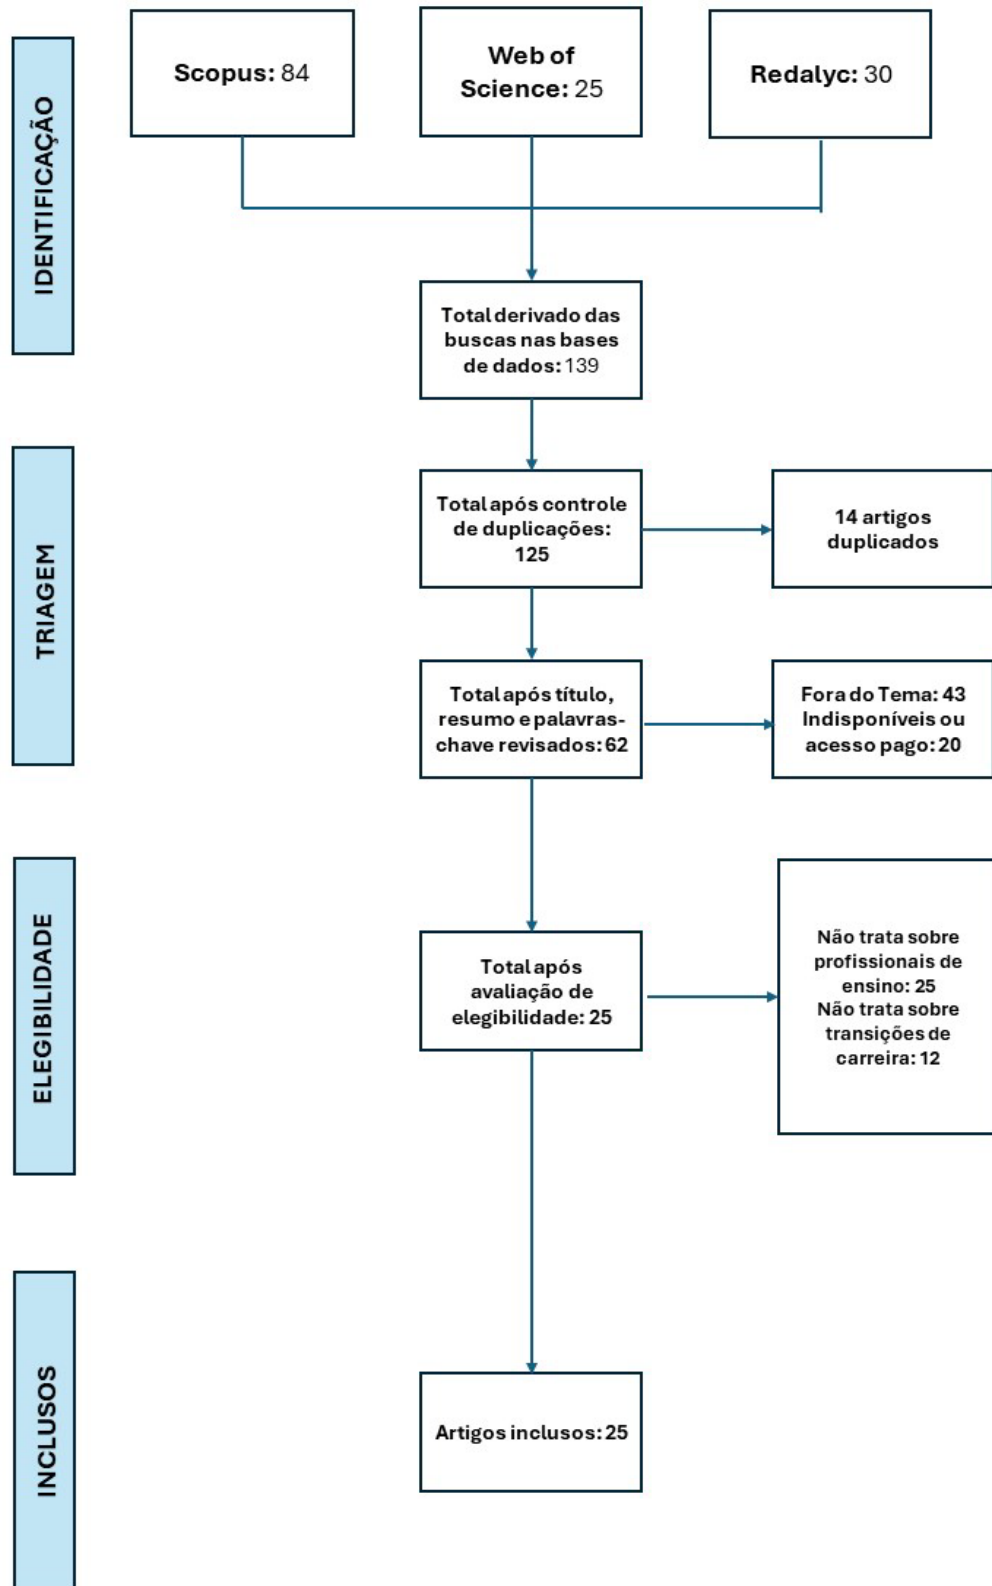 IDENTIFICAÇÃO
Scopus: 84
Web of
Science: 25
Redalyc: 30
Total derivado das
buscas nas bases
de dados: 139
TRIAGEM
Total após controle
de duplicações:
125
14 artigos
duplicados
Total após título,
resumo e palavras-
chave revisados: 62
Fora do Tema: 43
Indisponíveis ou
acesso pago: 20
ELEGIBILIDADE
Total após
avaliação de
elegibilidade: 25
Não trata sobre
profissionais de
ensino: 25
Não trata sobre
transições de
carreira: 12
INCLUSOS
Artigos inclusos: 25